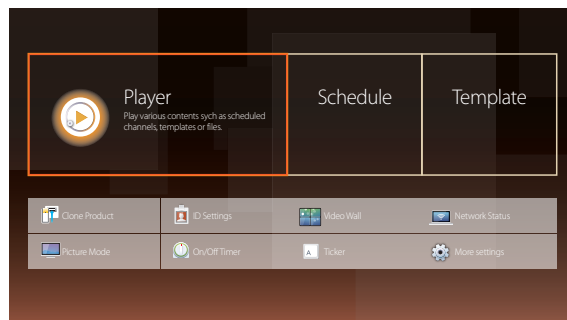 Player
Play various contents sych as scheduled
channels, templates or files.
Schedule
Template
Clone Product
ID Settings
Video Wall
Network Status
Picture Mode
On/Off Timer
A
Ticker
More settings